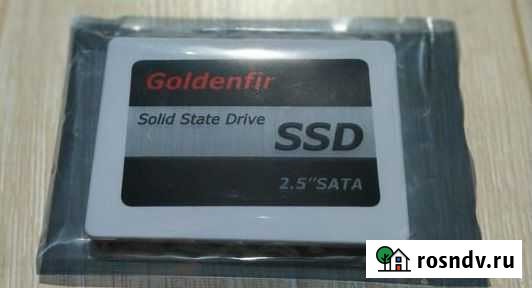 Goldenfir
Solid State Drive
SSD
2.5"SATA
rosndv.ru